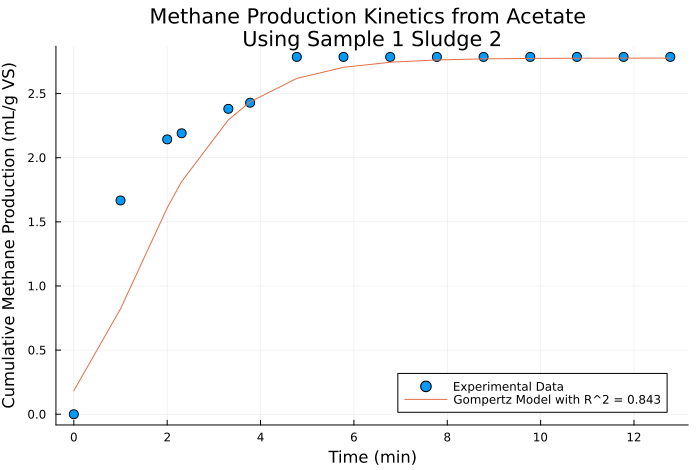 Methane Production Kinetics from Acetate
Using Sample 1 Sludge 2
Cumulative Methane Production (mL/g VS)
2.5
2.0
1.5
1.0
0.5
0.0
Experimental Data
Gompertz Model with R^2 = 0.843
0 2 4 6 8 10 12
Time (min)